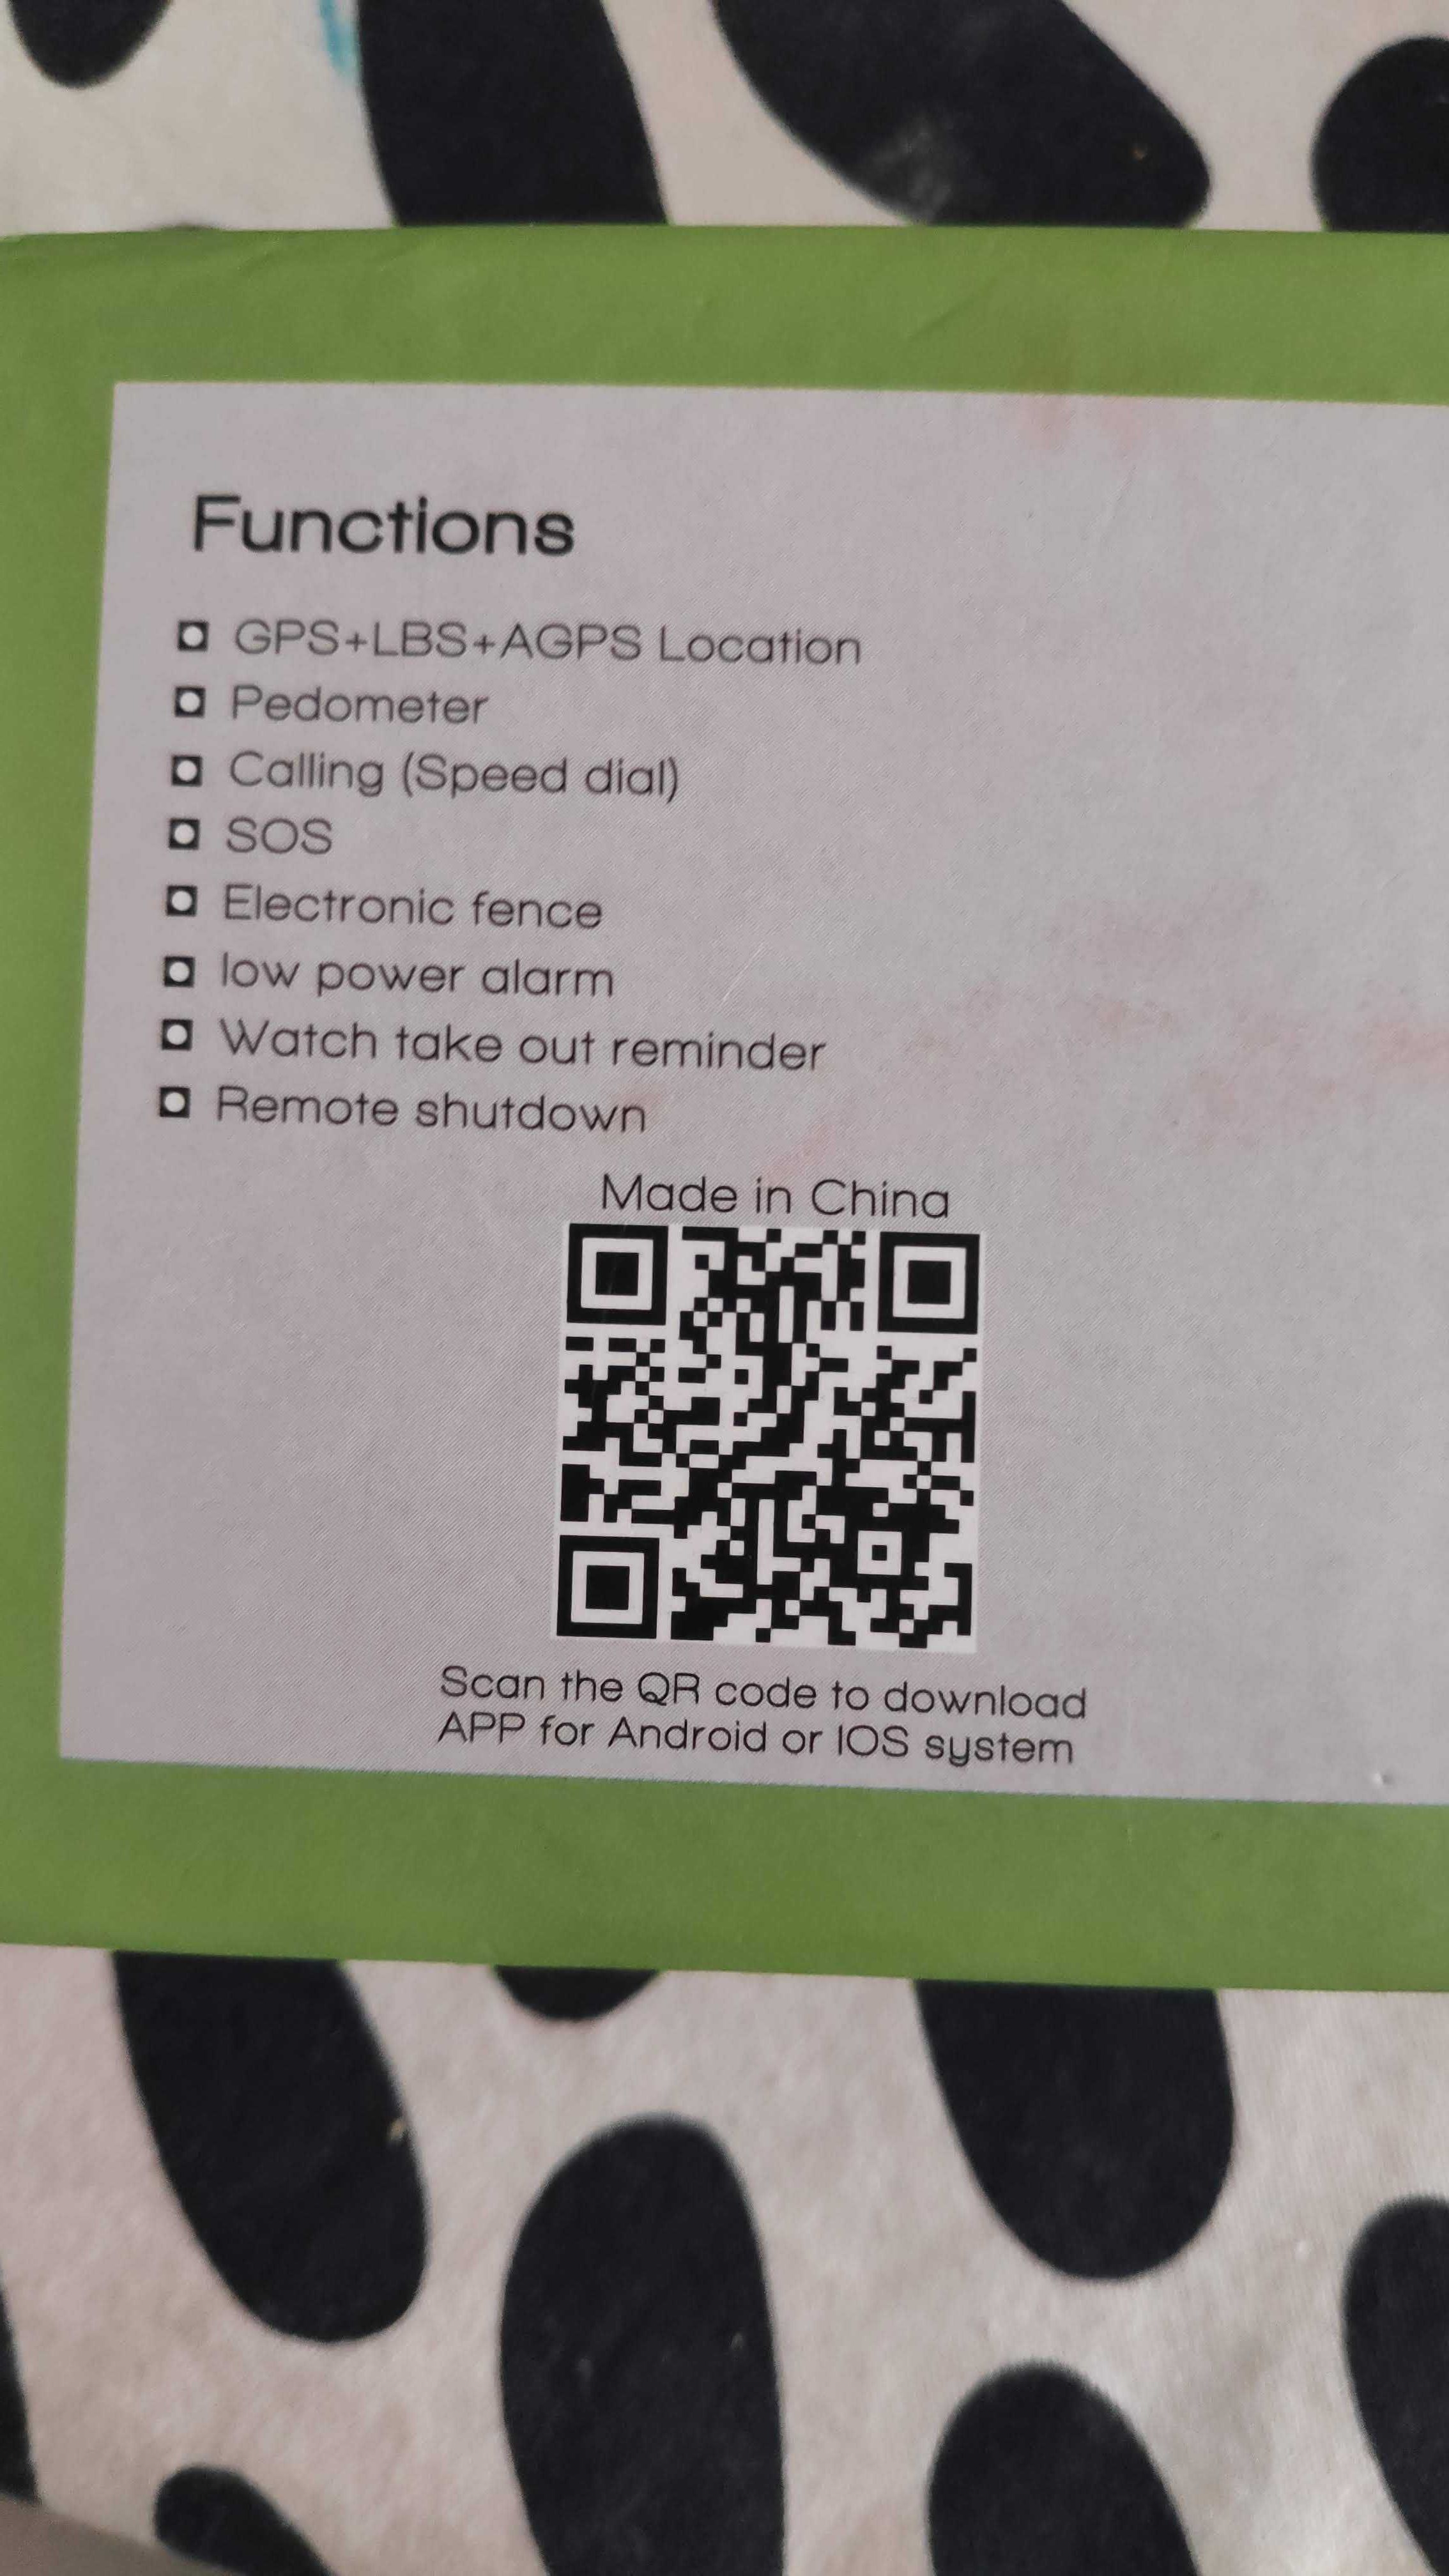 Functions
GPS+LBS+AGPS Location
Pedometer
Calling (Speed dial)
SOS
Electronic fence
low power alarm
Watch take out reminder
Remote shutdown
Made in China
Scan the QR code to download
APP for Android or IOS system